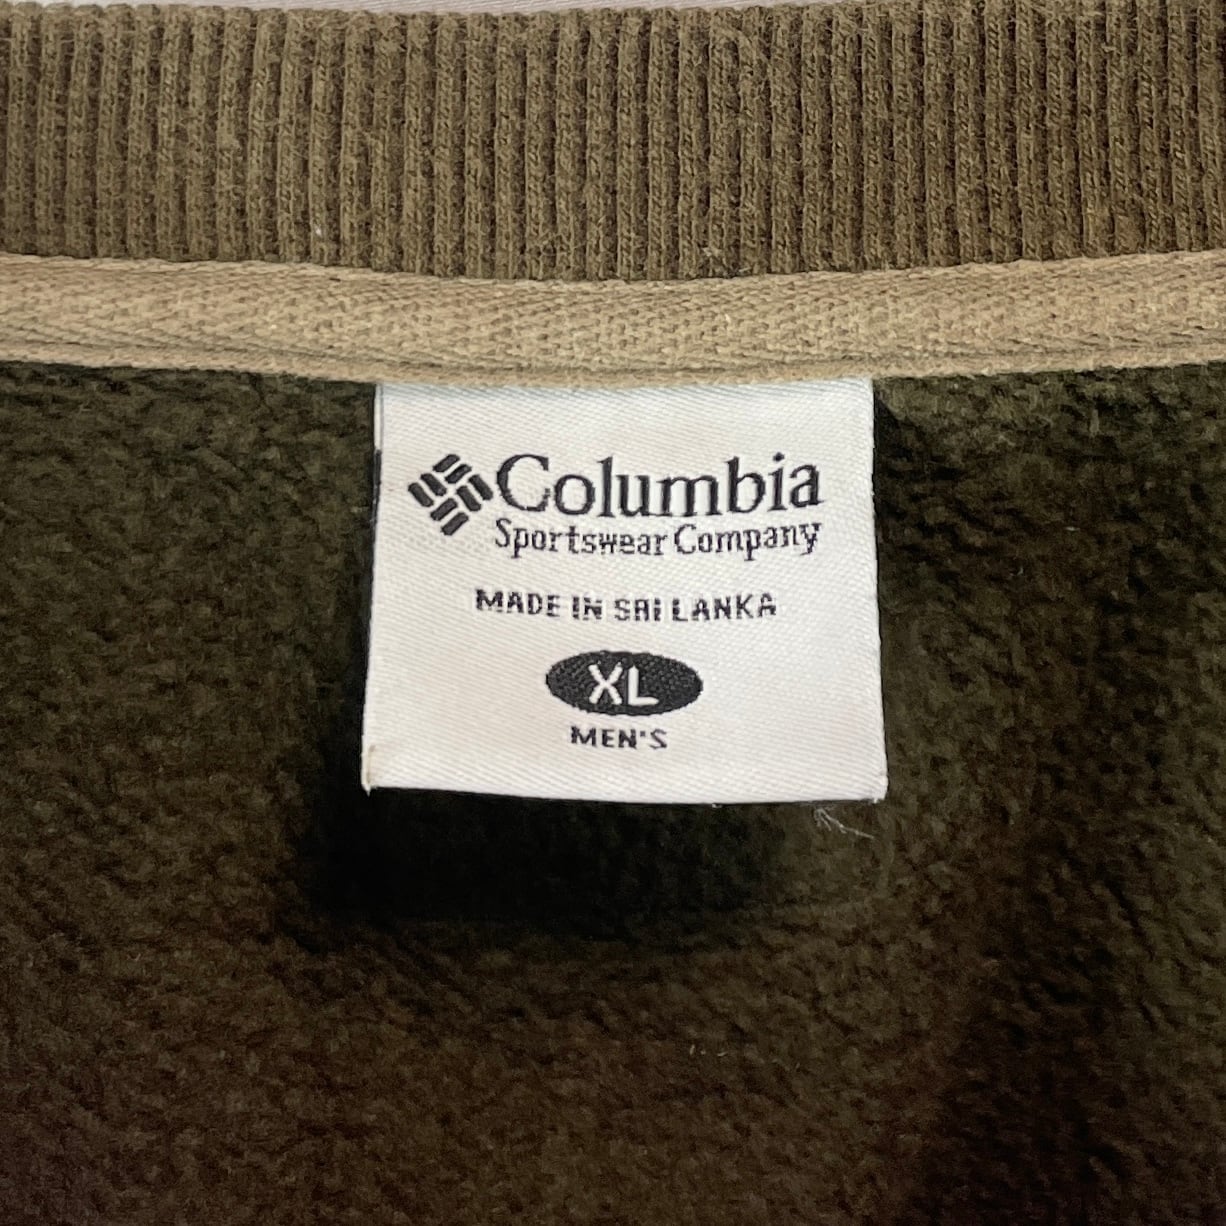 Columbia
Sportswear Company
MADE IN SRI LANKA
XL
MEN'S